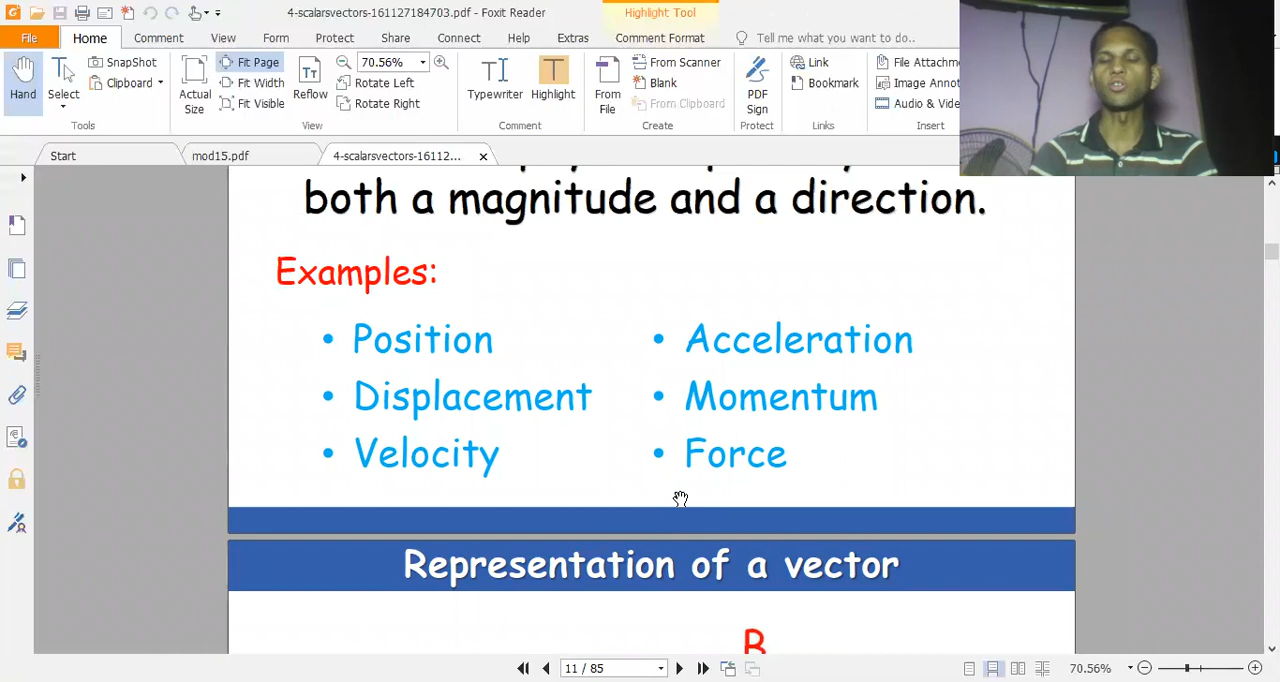 4-scalarsvectors-161127184703.pdf - Foxit Reader
Highlight Tool
File Home Comment View Form Protect Share Connect Help Extras Comment Format Tell me what you want to do..
Hand
Select
SnapShot
Clipboard
Tools
Actual Size
Fit Page
Fit Width
Fit Visible
Reflow
70.56%
Rotate Left
Rotate Right
View
Typewriter
Highlight
Comment
From File
From Scanner
Blank
From Clipboard
Create
PDF Sign
Protect
Link
Bookmark
Links
File Attachm
Image Annot
Audio & Vide
Insert
Start
mod15.pdf
4-scalarsvectors-16112...
both a magnitude and a direction.
Examples:
• Position
• Displacement
• Velocity
• Acceleration
• Momentum
• Force
Representation of a vector
B
11 / 85
70.56%